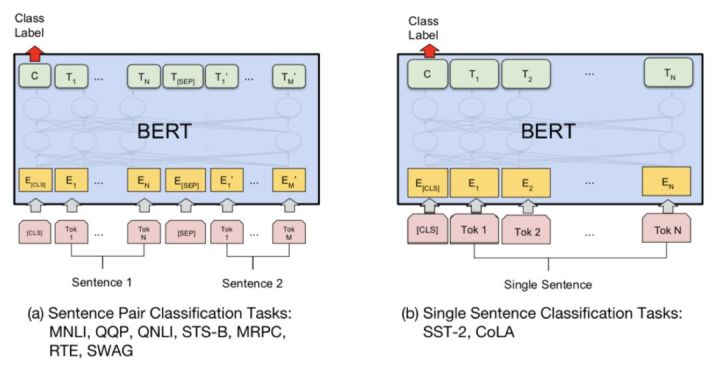 Class
Label
C T1 ... TN T[SEP] T1' ... TM'
BERT
E[CLS] E1 ... EN E[SEP] E1' ... EM'
[CLS] Tok 1 ... Tok N [SEP] Tok 1 ... Tok M
Sentence 1 Sentence 2
(a) Sentence Pair Classification Tasks:
MNLI, QQP, QNLI, STS-B, MRPC,
RTE, SWAG
Class
Label
C T1 T2 ... TN
BERT
E[CLS] E1 E2 EN
[CLS] Tok 1 Tok 2 ... Tok N
Single Sentence
(b) Single Sentence Classification Tasks:
SST-2, CoLA